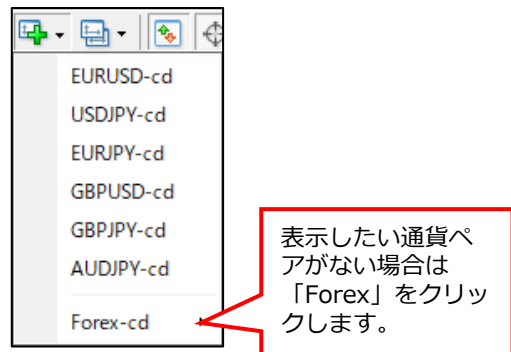 EURUSD-cd
USDJPY-cd
EURJPY-cd
GBPUSD-cd
GBPJPY-cd
AUDJPY-cd
Forex-cd
表示したい通貨ペ
アがない場合は
「Forex」をクリッ
クします。